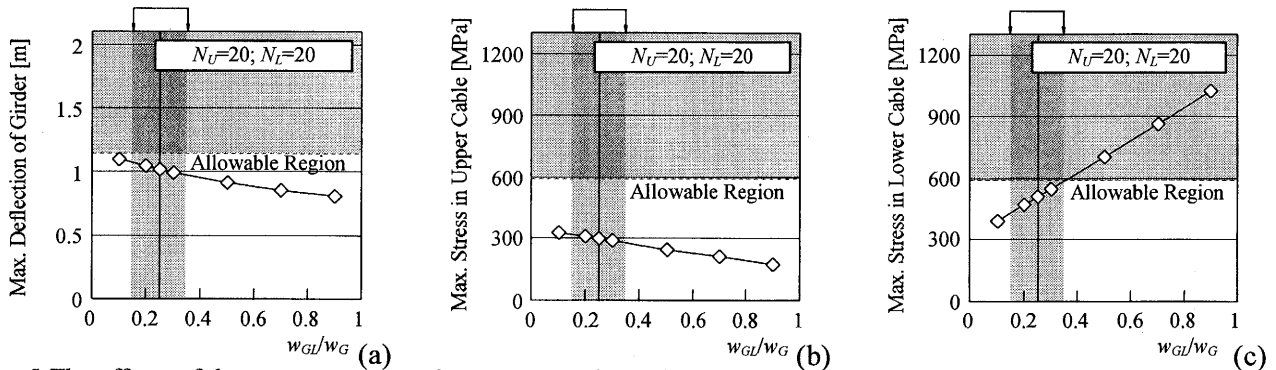 Max. Deflection of Girder [m]
2
1.5
1
0.5
0
N_U=20; N_L=20
Allowable Region
0 0.2 0.4 0.6 0.8 1
w_GL/w_G
(a)
Max. Stress in Upper Cable [MPa]
1200
900
600
300
0
N_U=20; N_L=20
Allowable Region
0 0.2 0.4 0.6 0.8 1
w_GL/w_G
(b)
Max. Stress in Lower Cable [MPa]
1200
900
600
300
0
N_U=20; N_L=20
Allowable Region
0 0.2 0.4 0.6 0.8 1
w_GL/w_G
(c)